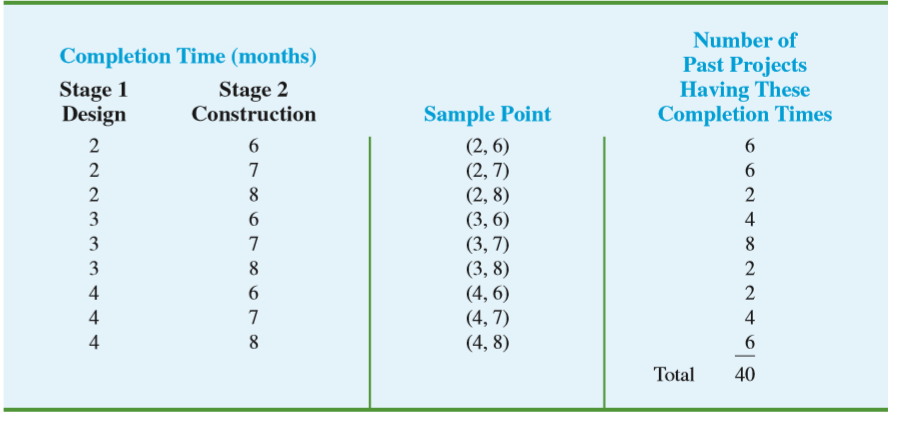 Completion Time (months)
Number of
Past Projects
Having These
Completion Times
Stage 1
Design
Stage 2
Construction
Sample Point
2 6 (2, 6) 6
2 7 (2, 7) 6
2 8 (2, 8) 2
3 6 (3, 6) 4
3 7 (3, 7) 8
3 8 (3, 8) 2
4 6 (4, 6) 2
4 7 (4, 7) 4
4 8 (4, 8) 6
Total 40